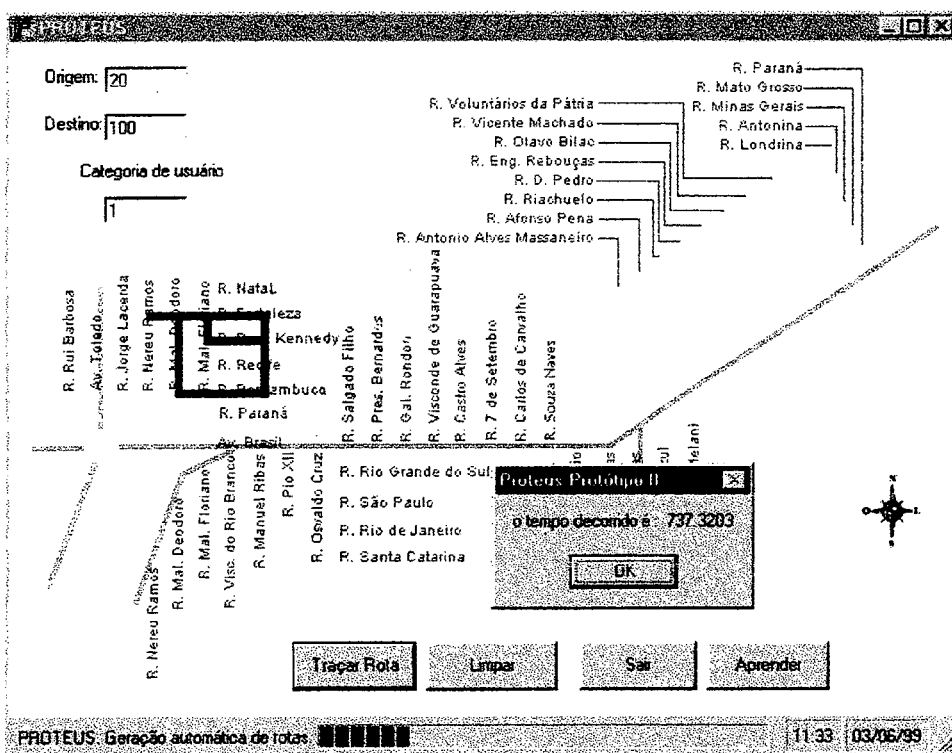 PROTEUS
Origem: 20
Destino: 100
Categoria de usuário
1
R. Paraná
R. Mato Grosso
R. Minas Gerais
R. Antonina
R. Londrina
R. Voluntários da Pátria
R. Vicente Machado
R. Olavo Bilac
R. Eng. Rebouças
R. D. Pedro
R. Riachuelo
R. Afonso Pena
R. Antonio Alves Massaneiro
R. Rui Barbosa
Av. Toledo
R. Jorge Lacerda
R. Nereu Ramos
R. Mal. Deodoro
R. Mal. Floriano
R. Natal
R. Fortaleza
R. Kennedy
R. Recife
R. Pernambuco
R. Paraná
Av. Brasil
R. Salgado Filho
R. Pres. Bernardes
R. Gal. Rondon
R. Visconde de Guarapuava
R. Castro Alves
R. 7 de Setembro
R. Carlos de Carvalho
R. Souza Naves
R. Nereu Ramos
R. Mal. Deodoro
R. Mal. Floriano
R. Visc. do Rio Branco
R. Manuel Ribas
R. Pio XII
R. Osvaldo Cruz
R. Rio Grande do Sul
R. São Paulo
R. Rio de Janeiro
R. Santa Catarina
Proteus Protótipo II
o tempo decorrido é : 737.3203
OK
N
O L
S
Traçar Rota Limpar Sair Aprender
PROTEUS. Geração automática de rotas 11:33 03/06/99